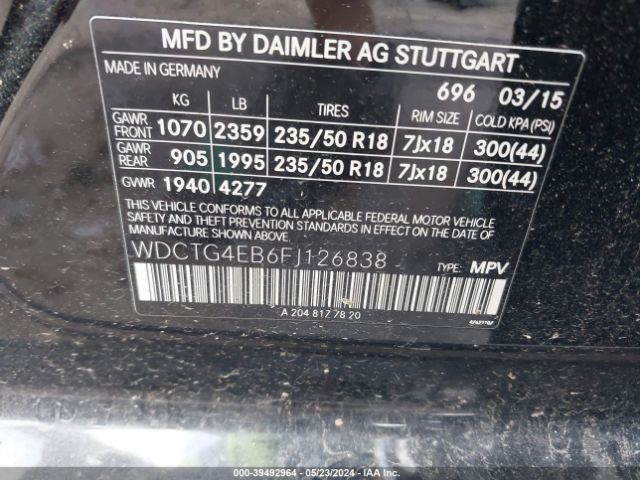 MFD BY DAIMLER AG STUTTGART
MADE IN GERMANY 696 03/15
KG LB TIRES RIM SIZE COLD KPA(PSI)
GAWR FRONT 1070 2359 235/50 R18 7Jx18 300(44)
GAWR REAR 905 1995 235/50 R18 7Jx18 300(44)
GVWR 1940 4277
THIS VEHICLE CONFORMS TO ALL APPLICABLE FEDERAL MOTOR VEHICLE
SAFETY AND THEFT PREVENTION STANDARDS IN EFFECT ON THE DATE OF
MANUFACTURE SHOWN ABOVE.
WDCTG4EB6FJ126838 TYPE: MPV
A 204 817 78 20
000-39492964 - 05/23/2024 - IAA Inc.